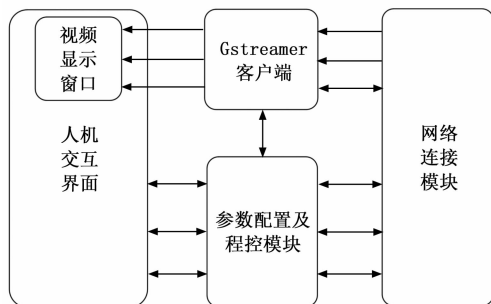 视频
显示
窗口
人机
交互
界面
Gstreamer
客户端
参数配置及
程控模块
网络
连接
模块